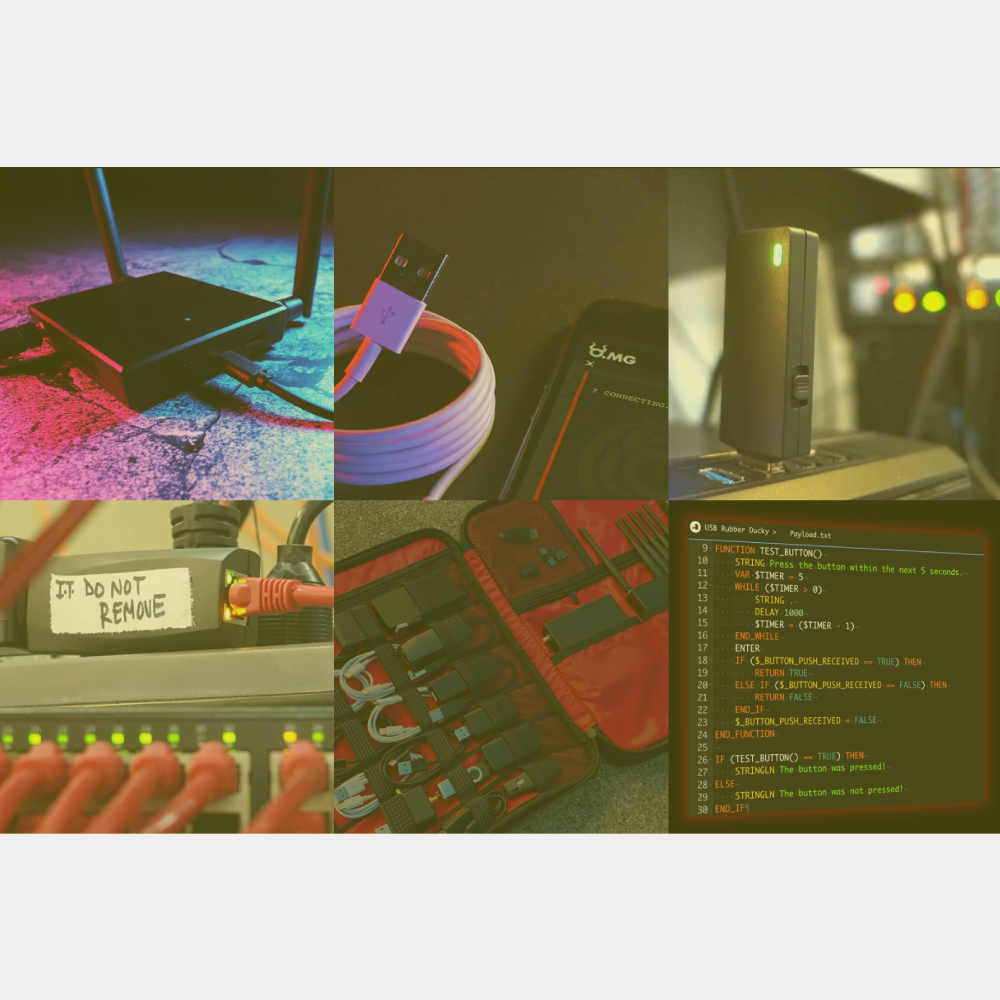 O.MG
? CONNECTING.
I.T. DO NOT
REMOVE
USB Rubber Ducky > Payload.txt
9 FUNCTION TEST_BUTTON()
10 STRING Press the button within the next 5 seconds.
11 VAR $TIMER = 5
12 WHILE ($TIMER > 0)
13 STRING .
14 DELAY 1000
15 $TIMER = ($TIMER - 1)
16 END_WHILE
17 ENTER
18 IF ($_BUTTON_PUSH_RECEIVED == TRUE) THEN
19 RETURN TRUE
20 ELSE IF ($_BUTTON_PUSH_RECEIVED == FALSE) THEN
21 RETURN FALSE
22 END_IF
23 $_BUTTON_PUSH_RECEIVED = FALSE
24 END_FUNCTION
25
26 IF (TEST_BUTTON() == TRUE) THEN
27 STRINGLN The button was pressed!
28 ELSE
29 STRINGLN The button was not pressed!
30 END_IF